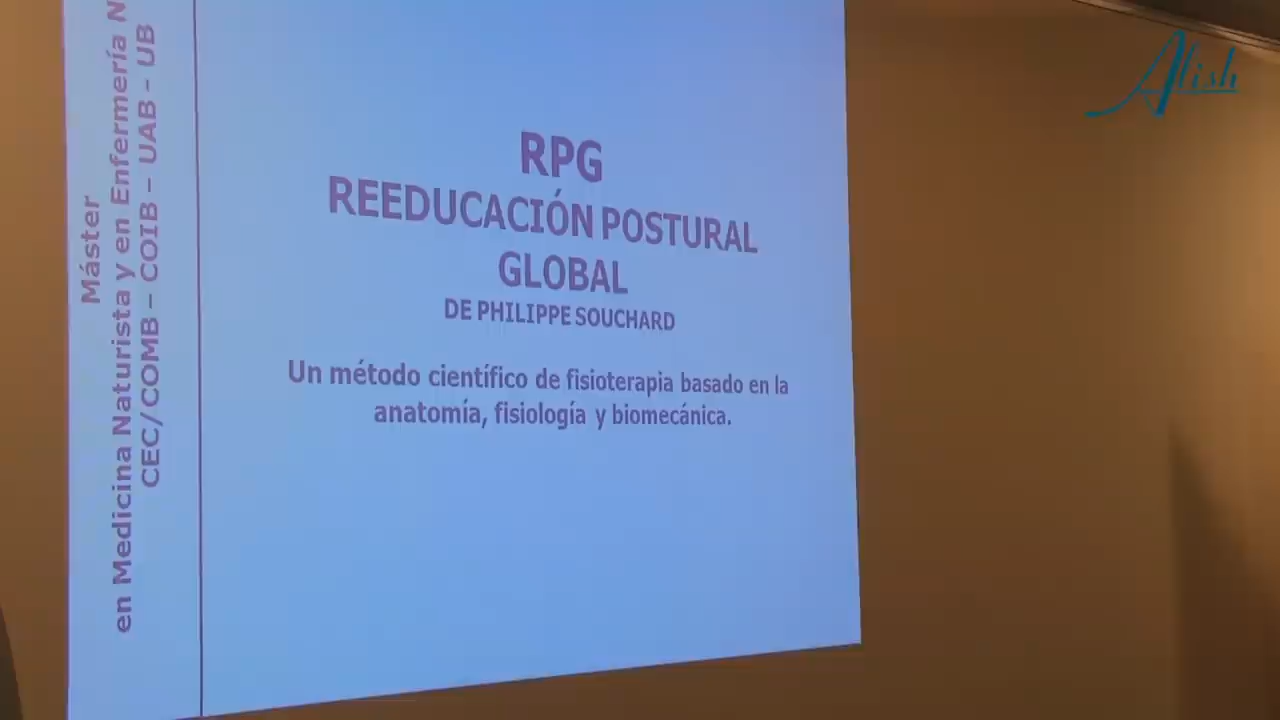 Máster
en Medicina Naturista y en Enfermería N
CEC/COMB – COIB – UAB – UB
RPG
REEDUCACIÓN POSTURAL
GLOBAL
DE PHILIPPE SOUCHARD
Un método científico de fisioterapia basado en la
anatomía, fisiología y biomecánica.
Alish